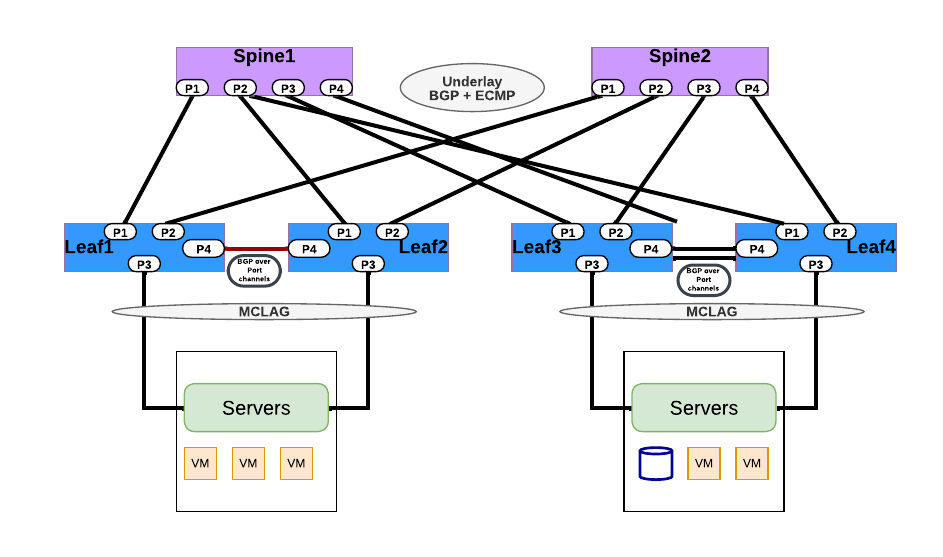 Spine1
P1 P2 P3 P4
Underlay
BGP + ECMP
Spine2
P1 P2 P3 P4
Leaf1
P1 P2
P4
P3
BGP over
Port
channels
Leaf2
P1 P2
P4
P3
MCLAG
Leaf3
P1 P2
P4
P3
BGP over
Port
channels
Leaf4
P1 P2
P4
P3
MCLAG
Servers
VM VM VM
Servers
VM VM